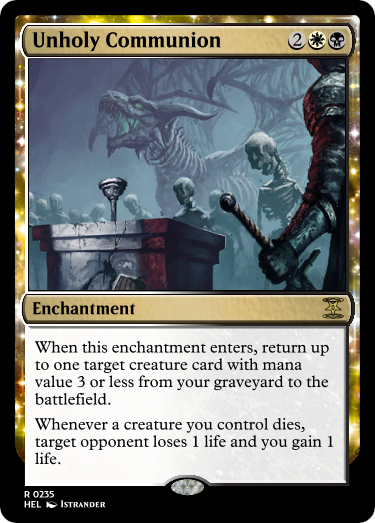 Unholy Communion 2
Enchantment
When this enchantment enters, return up
to one target creature card with mana
value 3 or less from your graveyard to the
battlefield.
Whenever a creature you control dies,
target opponent loses 1 life and you gain 1
life.
R 0235
HEL Istrander